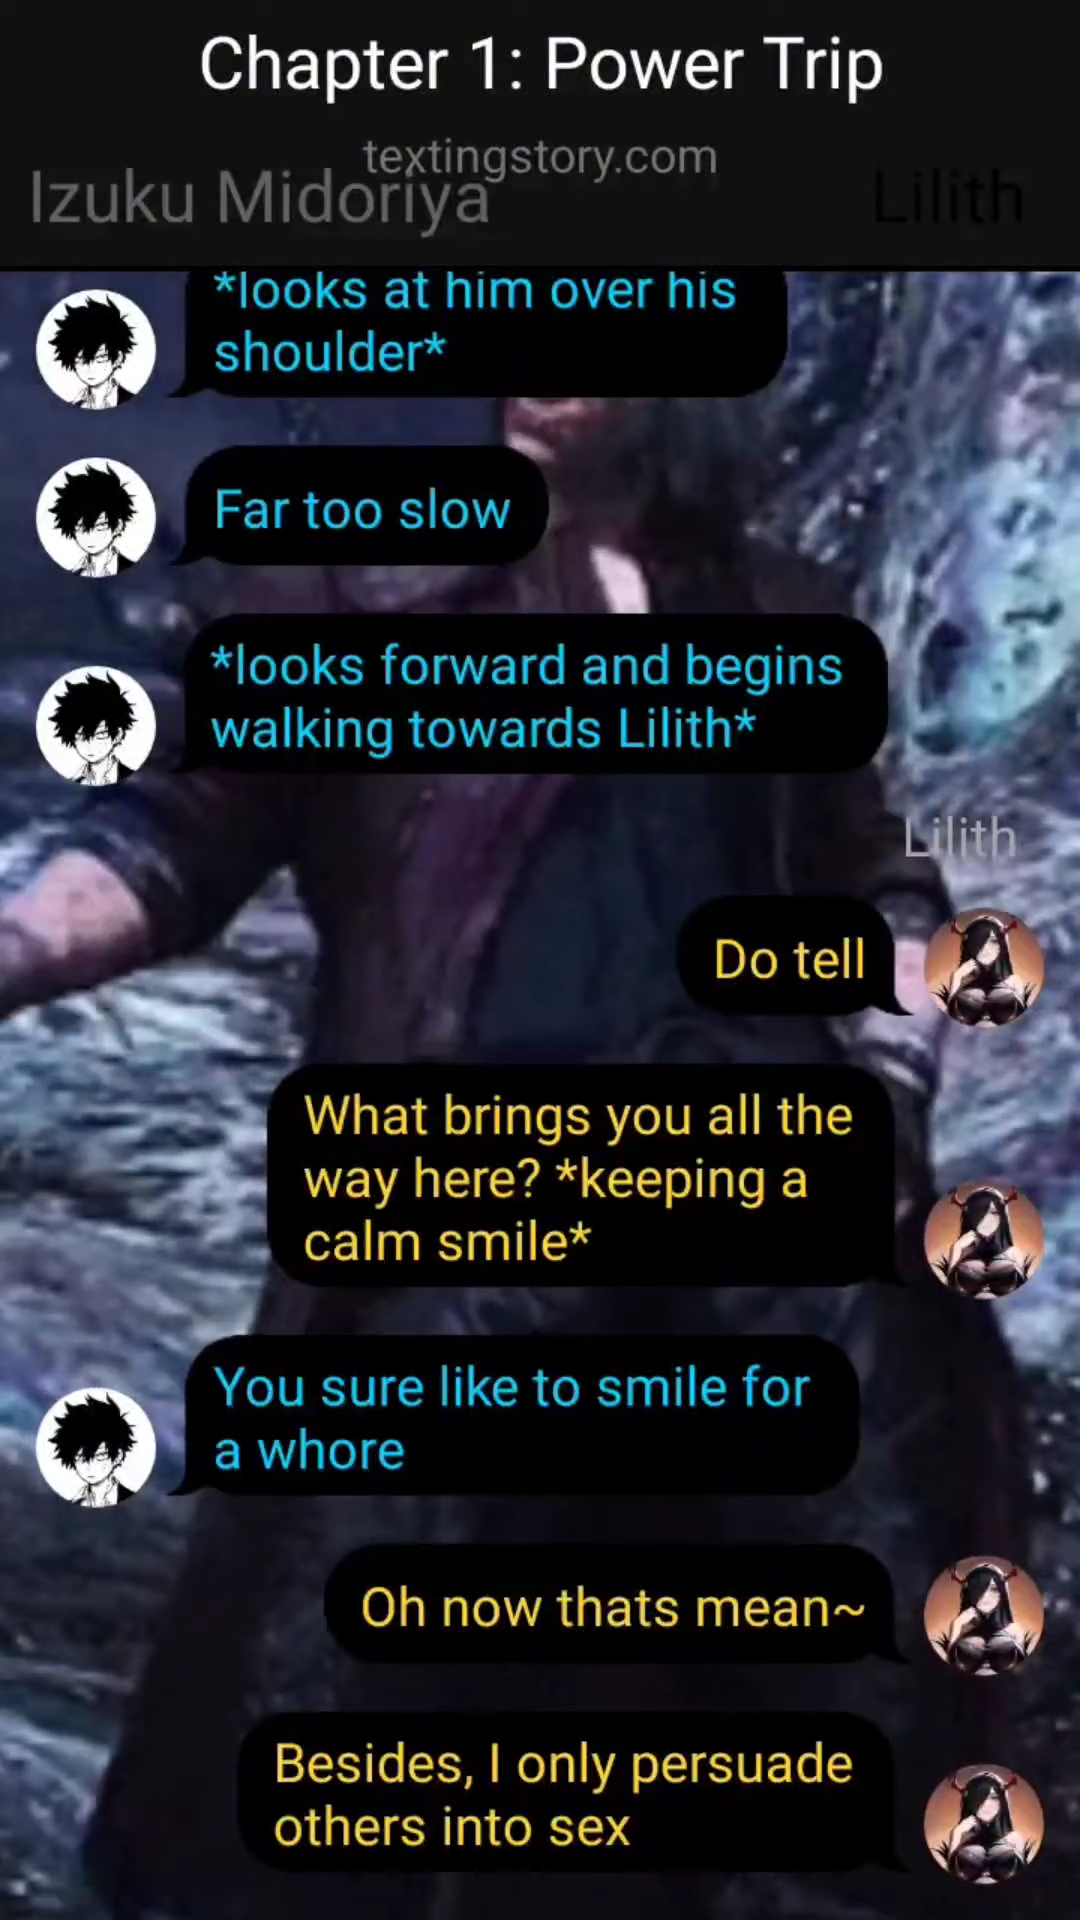 Chapter 1: Power Trip
textingstory.com
Izuku Midoriya
Lilith
*looks at him over his
shoulder*
Far too slow
*looks forward and begins
walking towards Lilith*
Lilith
Do tell
What brings you all the
way here? *keeping a
calm smile*
You sure like to smile for
a whore
Oh now thats mean~
Besides, I only persuade
others into sex